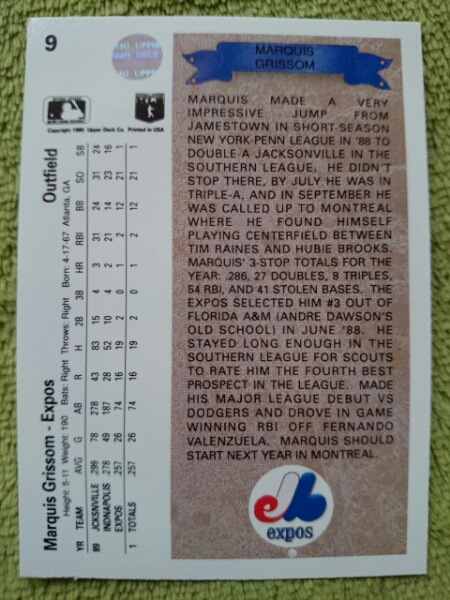 9
MARQUIS
GRISSOM
MARQUIS MADE A VERY
IMPRESSIVE JUMP FROM
JAMESTOWN IN SHORT-SEASON
NEW YORK-PENN LEAGUE IN '88 TO
DOUBLE-A JACKSONVILLE IN THE
SOUTHERN LEAGUE. HE DIDN'T
STOP THERE, BY JULY HE WAS IN
TRIPLE-A, AND IN SEPTEMBER HE
WAS CALLED UP TO MONTREAL
WHERE HE FOUND HIMSELF
PLAYING CENTERFIELD BETWEEN
TIM RAINES AND HUBIE BROOKS.
MARQUIS' 3-STOP TOTALS FOR THE
YEAR: .286, 27 DOUBLES, 8 TRIPLES,
54 RBI, AND 41 STOLEN BASES. THE
EXPOS SELECTED HIM #3 OUT OF
FLORIDA A&M (ANDRE DAWSON'S
OLD SCHOOL) IN JUNE '88. HE
STAYED LONG ENOUGH IN THE
SOUTHERN LEAGUE FOR SCOUTS
TO RATE HIM THE FOURTH BEST
PROSPECT IN THE LEAGUE. MADE
HIS MAJOR LEAGUE DEBUT VS
DODGERS AND DROVE IN GAME
WINNING RBI OFF FERNANDO
VALENZUELA. MARQUIS SHOULD
START NEXT YEAR IN MONTREAL.
expos
Marquis Grissom - Expos Outfield
Height: 5-11 Weight: 190 Bats: Right Throws: Right Born: 4-17-67 Atlanta, GA
YR TEAM AVG G AB R H 2B 3B HR RBI BB SO SB
89 JCKSNVILLE .299 78 278 43 83 15 4 3 31 24 31 24
INDNAPOLIS .278 49 187 28 52 10 4 2 21 14 23 16
EXPOS .257 26 74 16 19 2 0 1 2 12 21 1
1 TOTALS .257 26 74 16 19 2 0 1 2 12 21 1
Copyright 1990 Upper Deck Co. Printed in USA